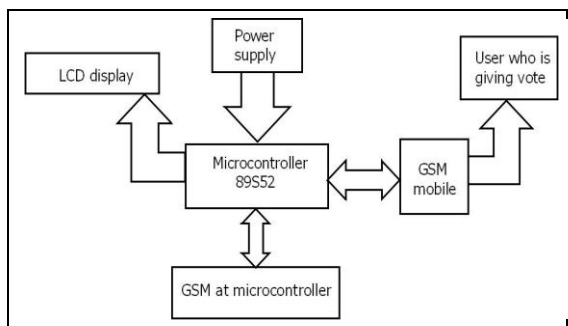 Power
supply
LCD display
User who is
giving vote
Microcontroller
89S52
GSM
mobile
GSM at microcontroller